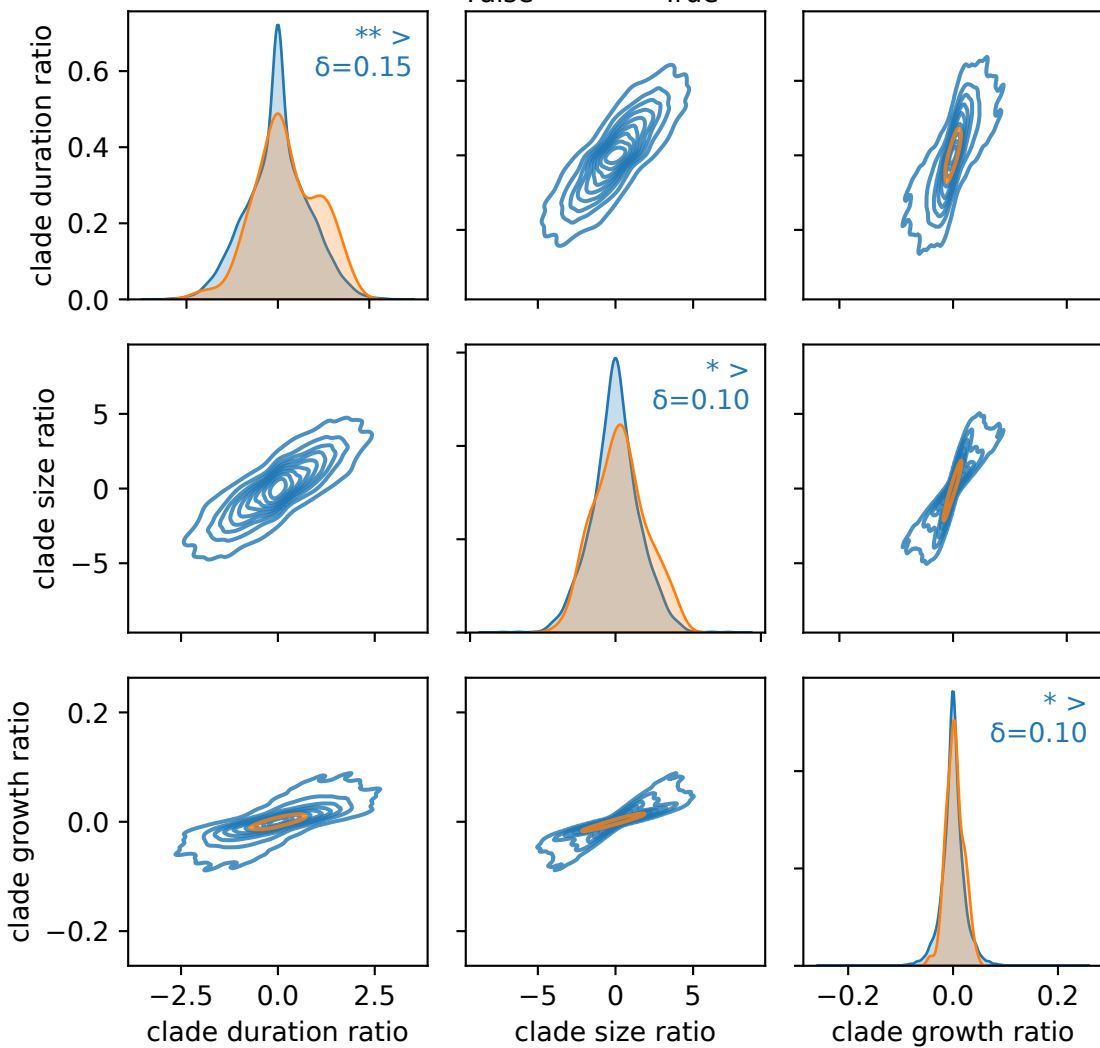 ** >
δ=0.15
clade duration ratio
0.6
0.4
0.2
0.0
* >
δ=0.10
clade size ratio
5
0
−5
* >
δ=0.10
clade growth ratio
0.2
0.0
−0.2
−2.5 0.0 2.5
−5 0 5
−0.2 0.0 0.2
clade duration ratio
clade size ratio
clade growth ratio